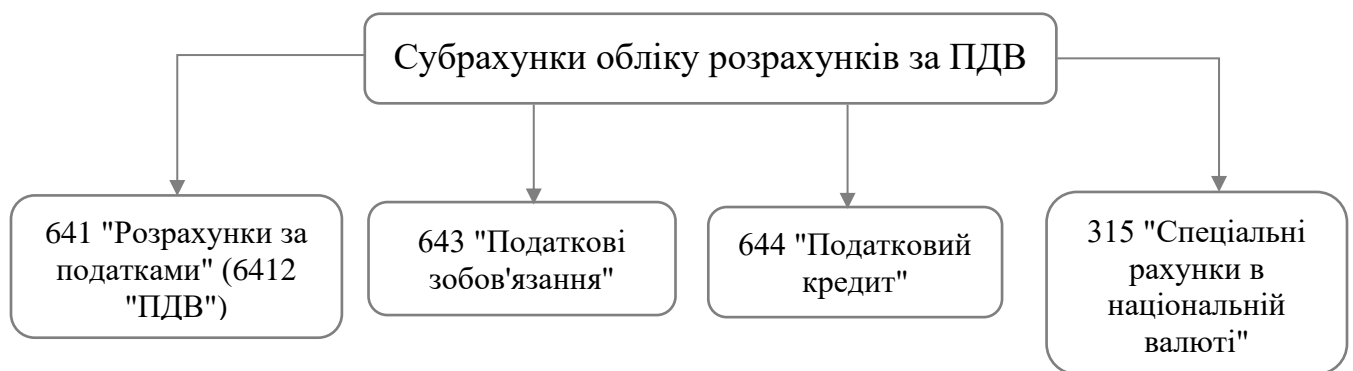 Субрахунки обліку розрахунків за ПДВ
641 "Розрахунки за
податками" (6412
"ПДВ")
643 "Податкові
зобов'язання"
644 "Податковий
кредит"
315 "Спеціальні
рахунки в
національній
валюті"